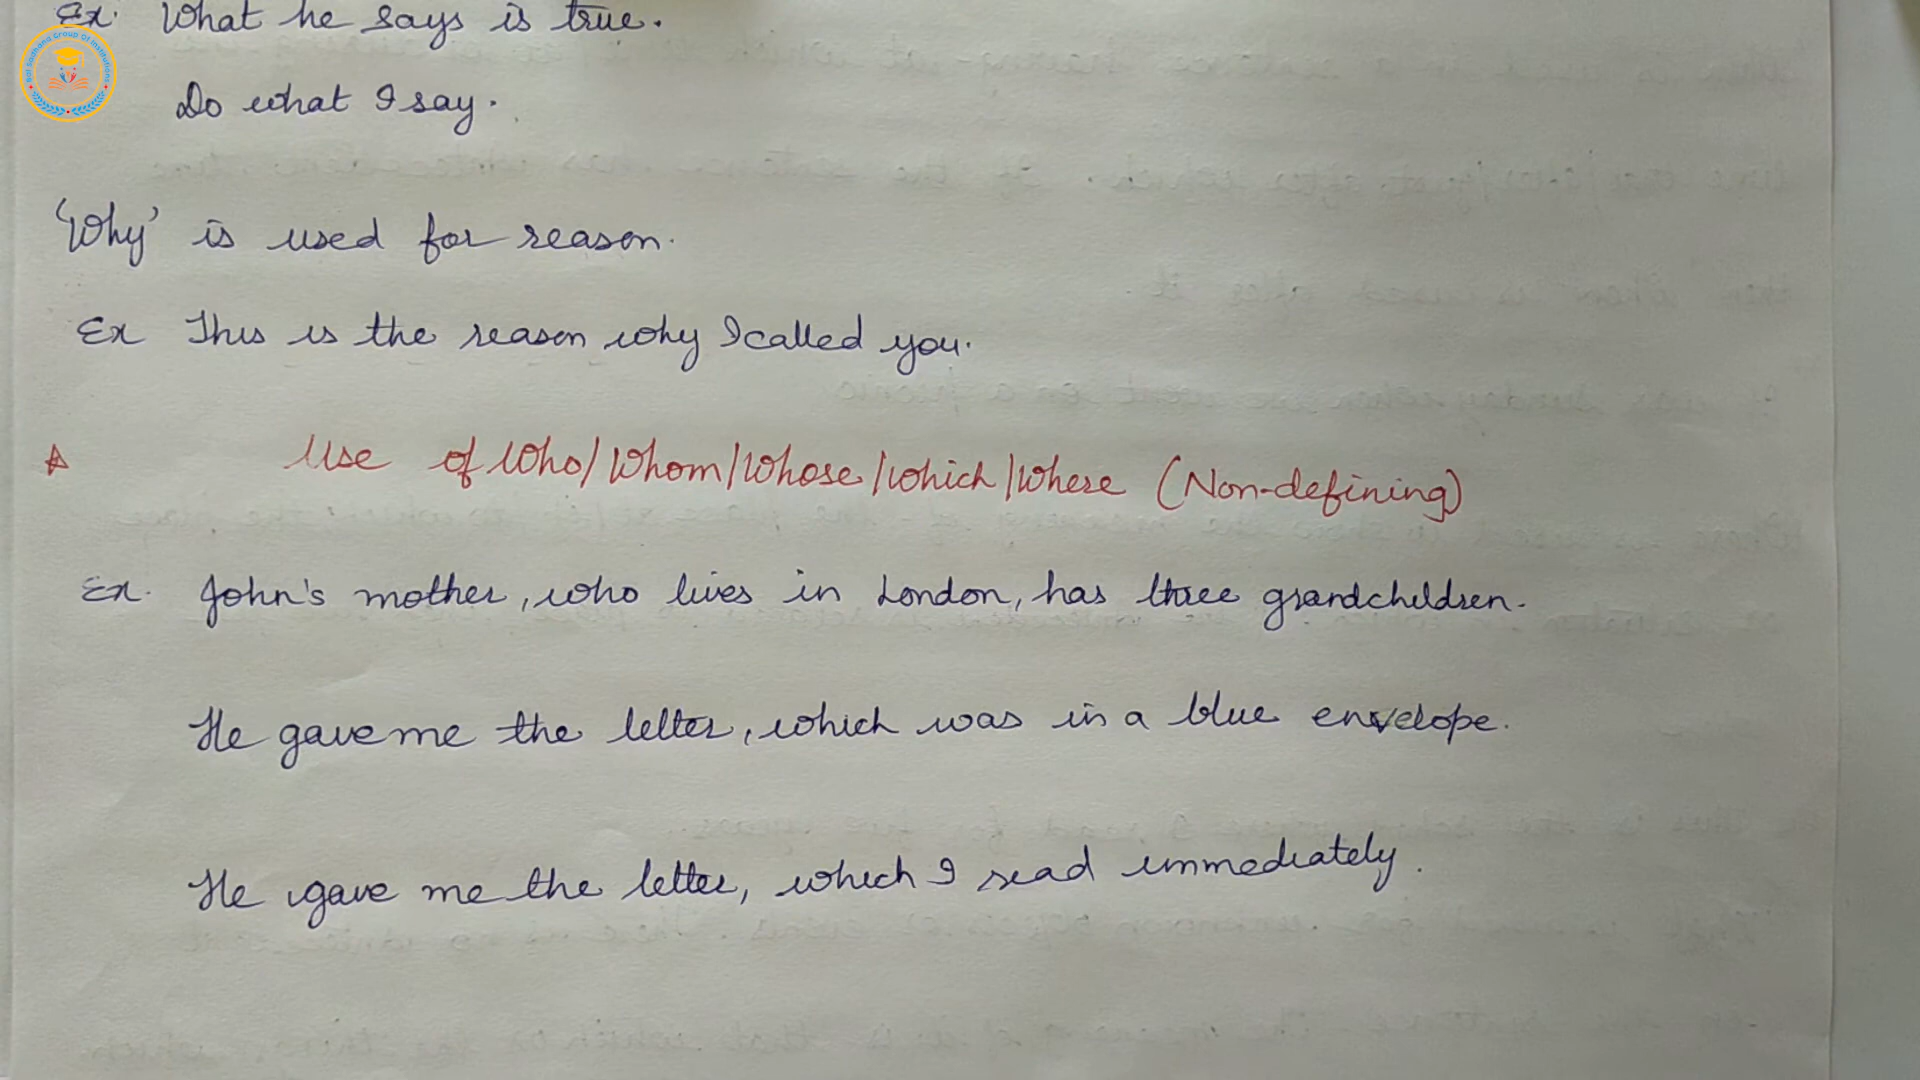 Ex. What he says is true.
Do what I say.
'Why' is used for reason.
Ex This is the reason why I called you.
Use of Who/Whom/Whose/Which/Where (Non-defining)
Ex. John's mother, who lives in London, has three grandchildren.
He gave me the letter, which was in a blue envelope.
He gave me the letter, which I read immediately.